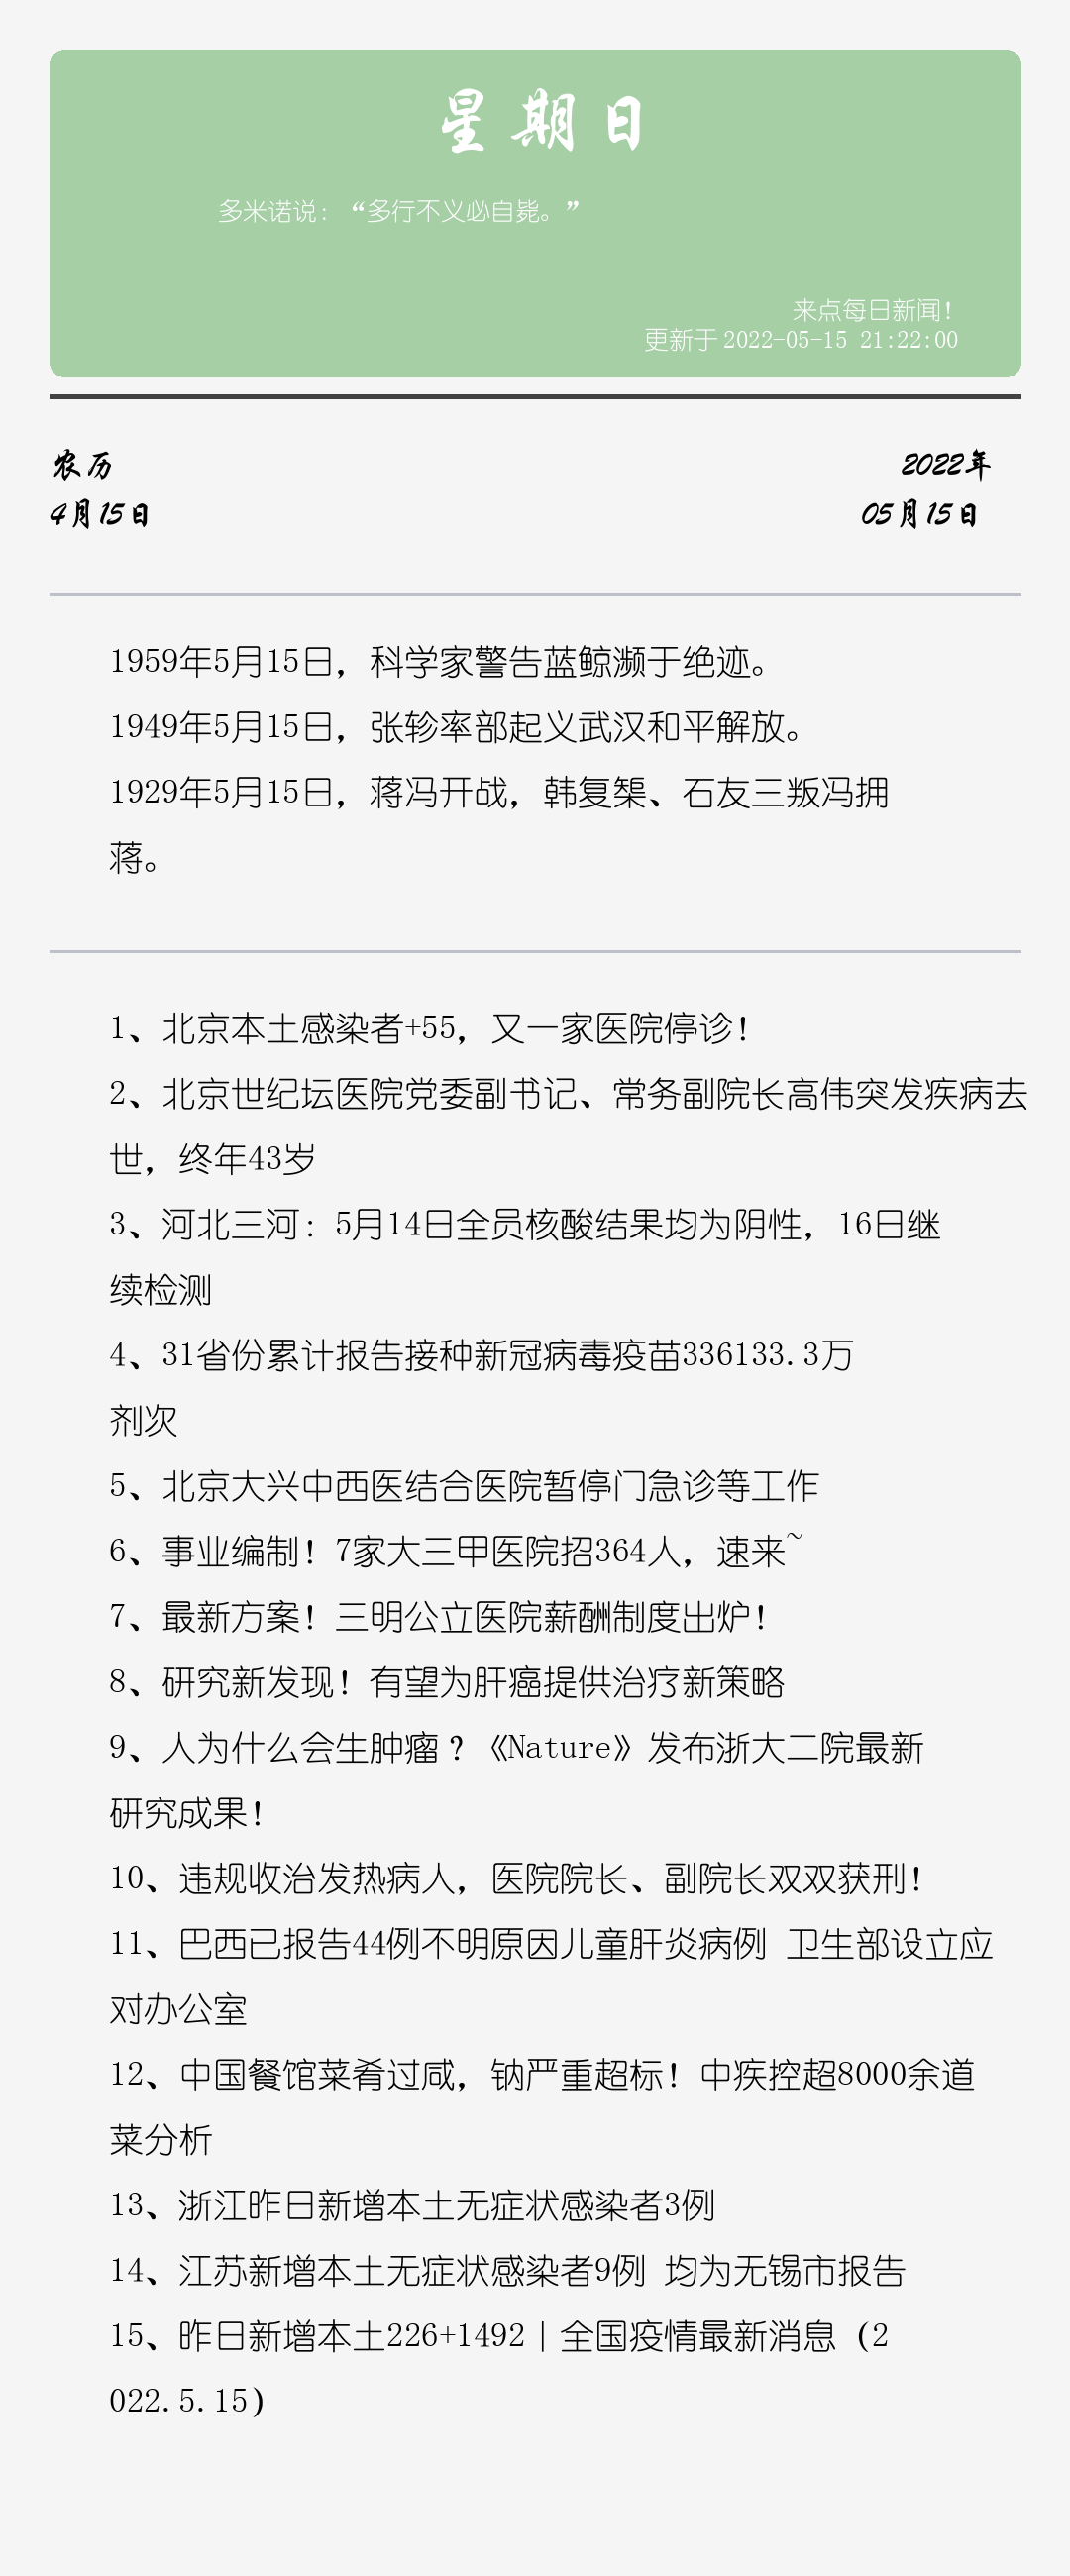 星期日
多米诺说：“多行不义必自毙。”
来点每日新闻！
更新于2022-05-15 21:22:00
农历
2022年
4月15日
05月15日
1959年5月15日，科学家警告蓝鲸濒于绝迹。
1949年5月15日，张轸率部起义武汉和平解放。
1929年5月15日，蒋冯开战，韩复榘、石友三叛冯拥
蒋。
1、北京本土感染者+55，又一家医院停诊！
2、北京世纪坛医院党委副书记、常务副院长高伟突发疾病去
世，终年43岁
3、河北三河：5月14日全员核酸结果均为阴性，16日继
续检测
4、31省份累计报告接种新冠病毒疫苗336133.3万
剂次
5、北京大兴中西医结合医院暂停门急诊等工作
6、事业编制！7家大三甲医院招364人，速来~
7、最新方案！三明公立医院薪酬制度出炉！
8、研究新发现！有望为肝癌提供治疗新策略
9、人为什么会生肿瘤？《Nature》发布浙大二院最新
研究成果！
10、违规收治发热病人，医院院长、副院长双双获刑！
11、巴西已报告44例不明原因儿童肝炎病例 卫生部设立应
对办公室
12、中国餐馆菜肴过咸，钠严重超标！中疾控超8000余道
菜分析
13、浙江昨日新增本土无症状感染者3例
14、江苏新增本土无症状感染者9例 均为无锡市报告
15、昨日新增本土226+1492丨全国疫情最新消息（2
022.5.15）